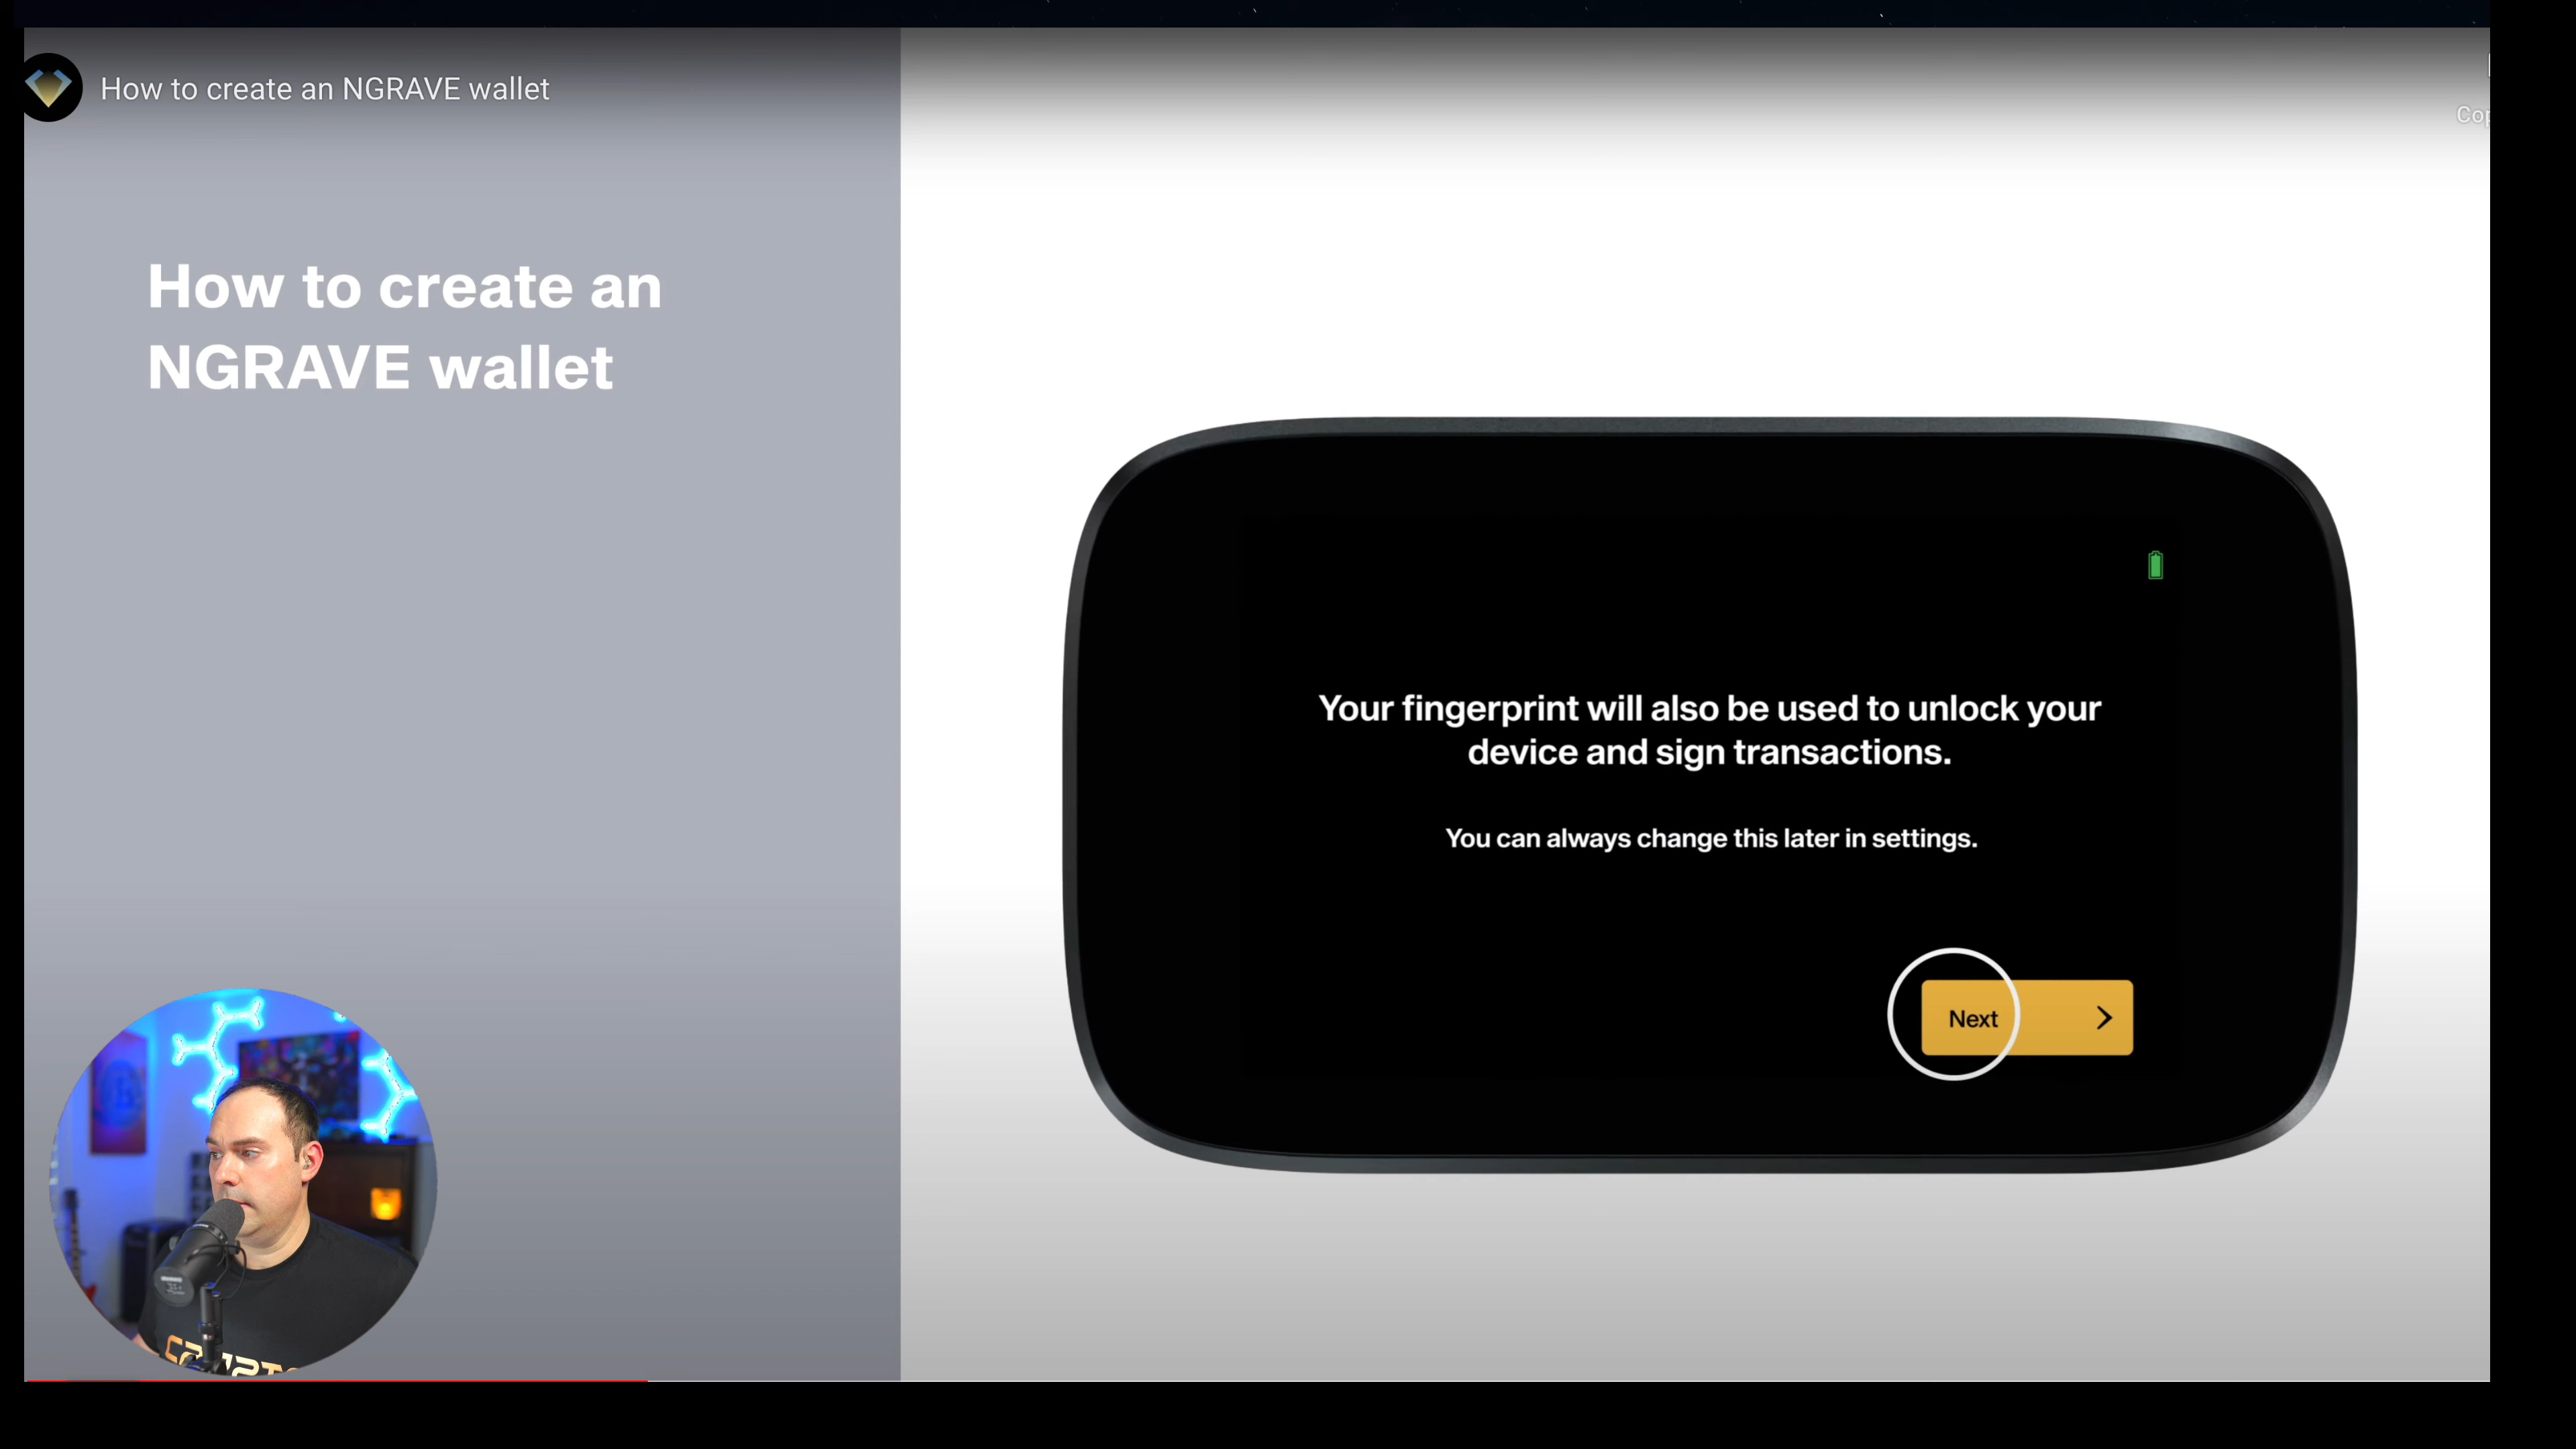 How to create an NGRAVE wallet
How to create an
NGRAVE wallet
Your fingerprint will also be used to unlock your
device and sign transactions.
You can always change this later in settings.
Next